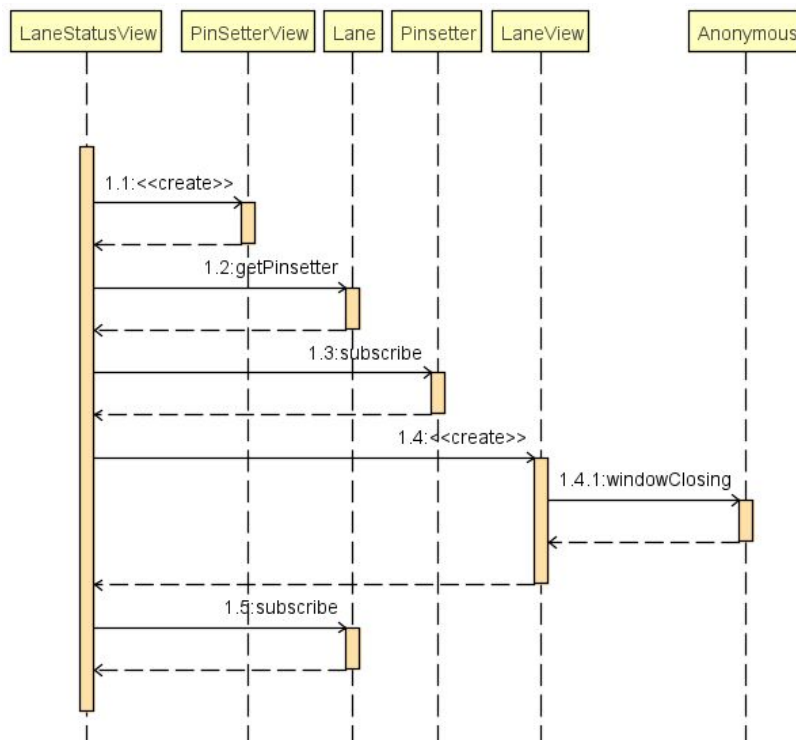 LaneStatusView PinSetterView Lane Pinsetter LaneView Anonymous
1.1:<<create>>
1.2:getPinsetter
1.3:subscribe
1.4:<<create>>
1.4.1:windowClosing
1.5:subscribe